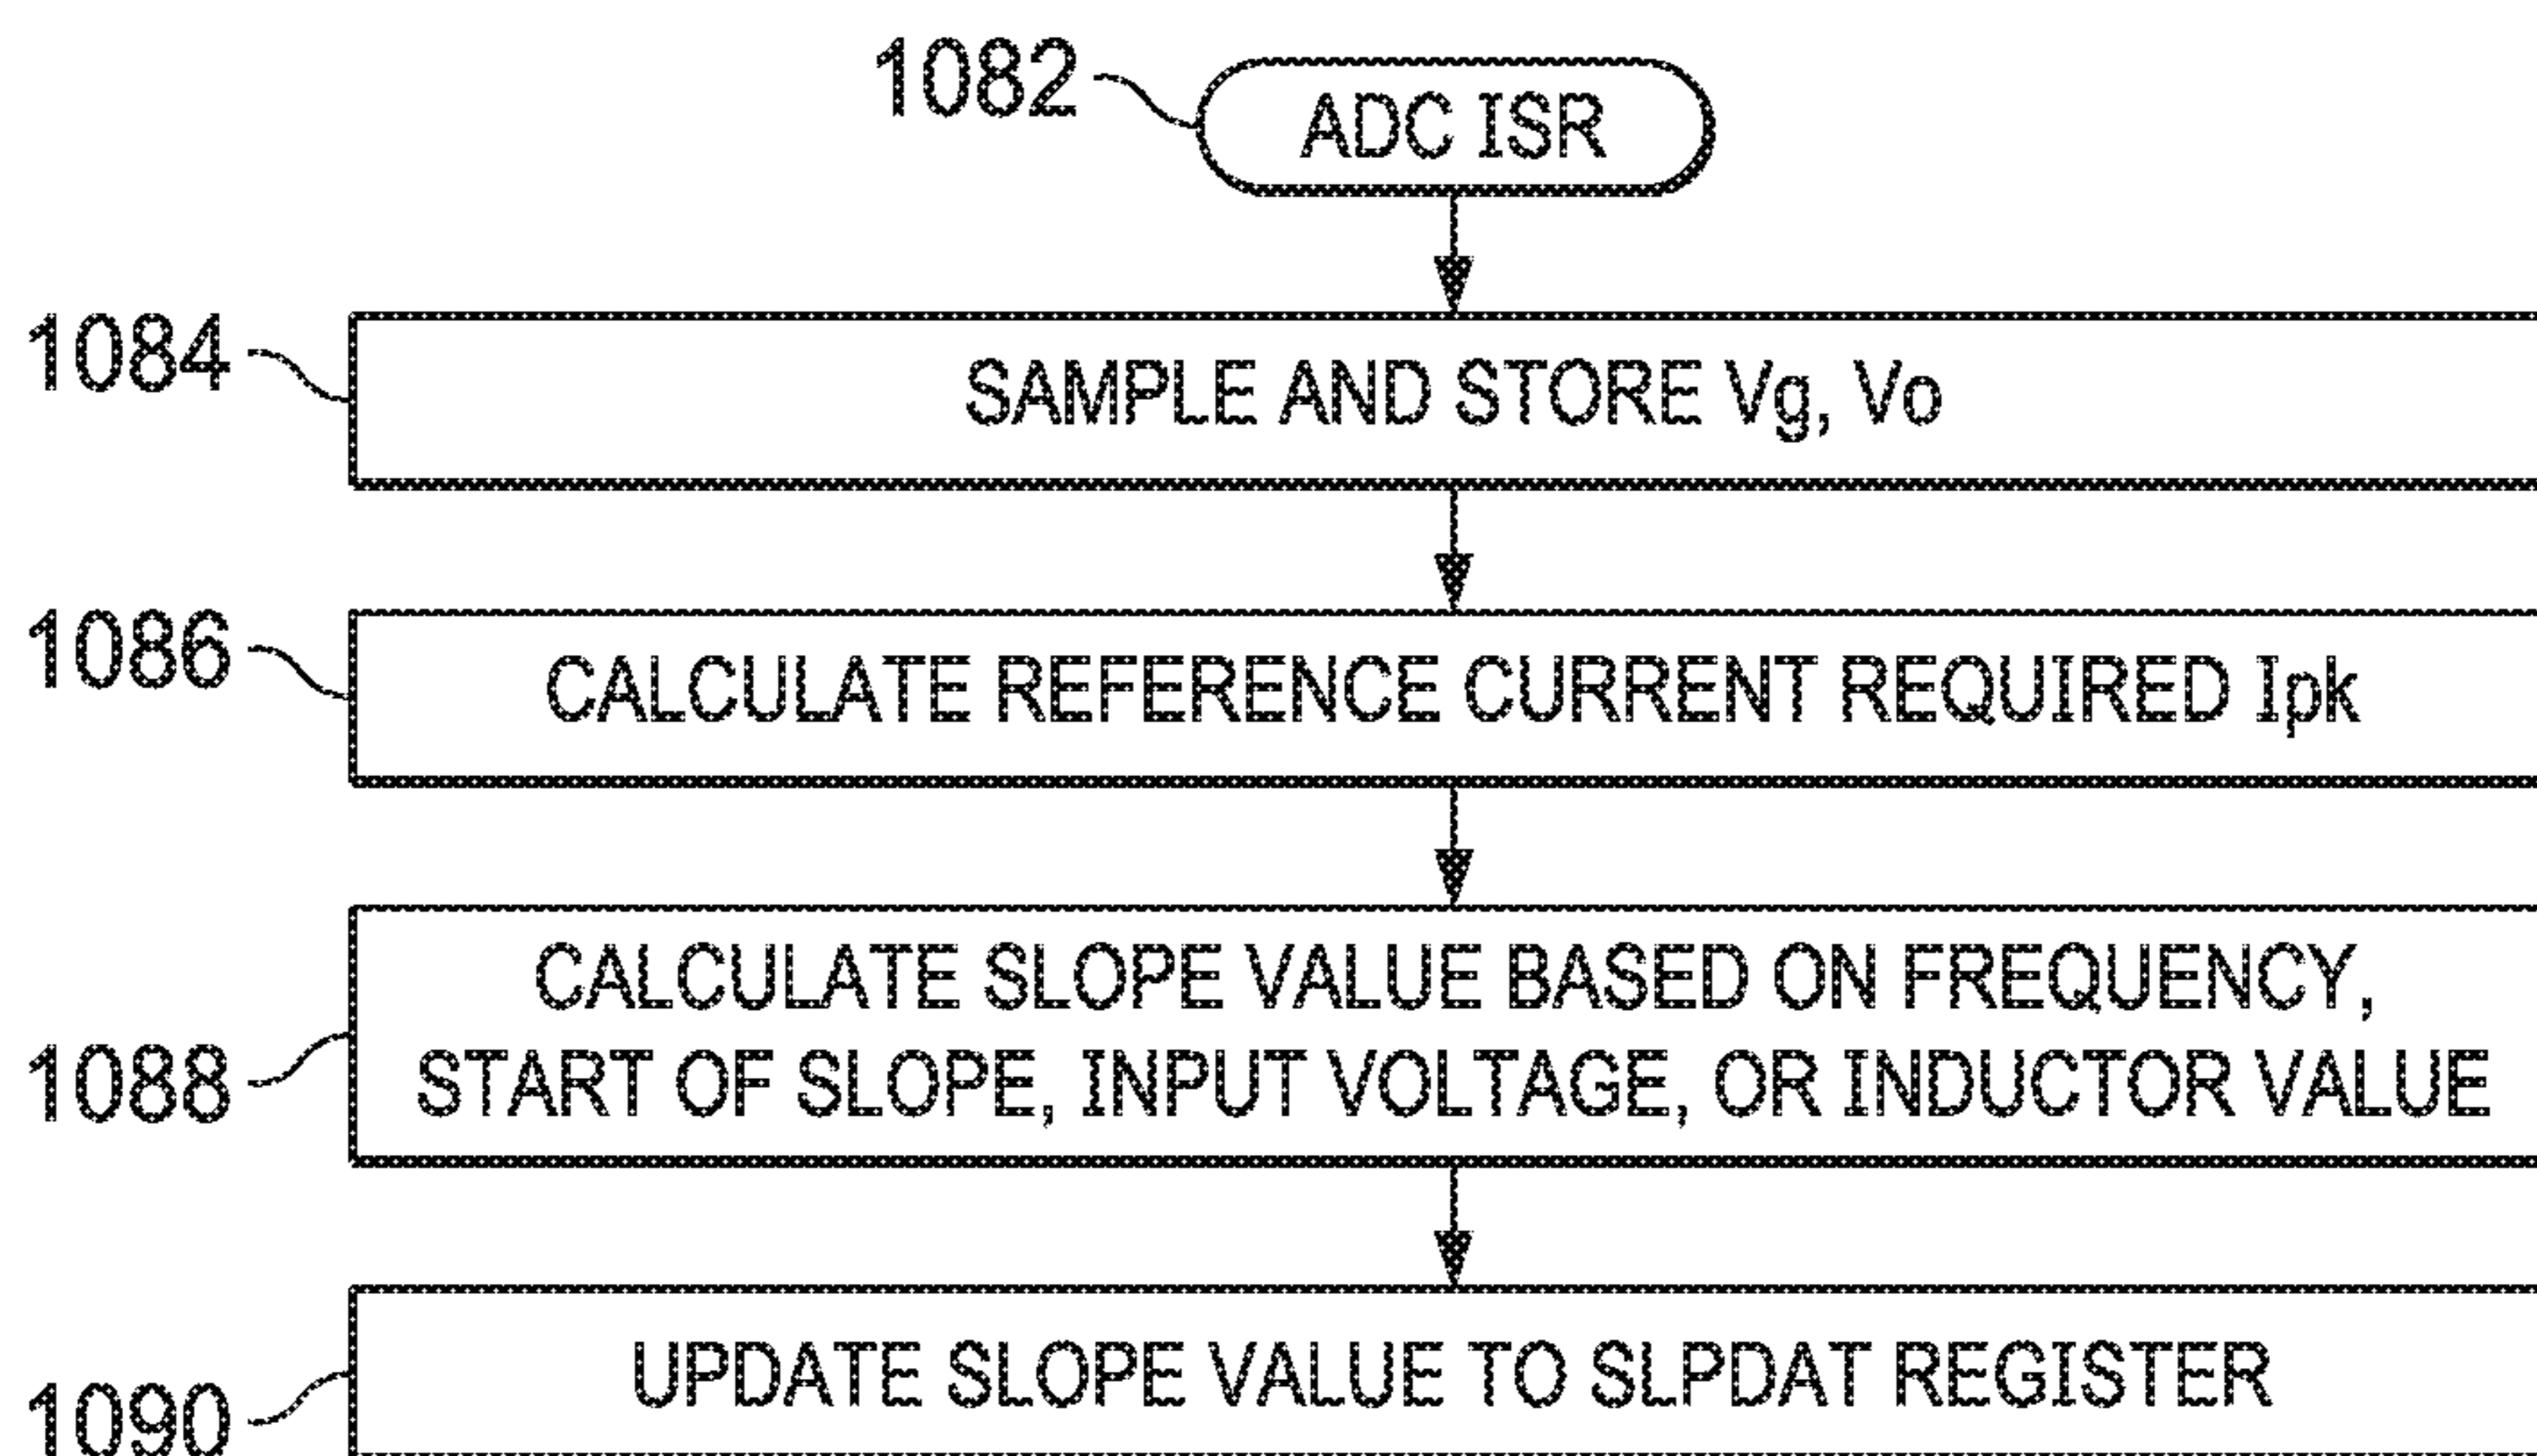 1082
ADC ISR
1084
SAMPLE AND STORE Vg, Vo
1086
CALCULATE REFERENCE CURRENT REQUIRED Ipk
1088
CALCULATE SLOPE VALUE BASED ON FREQUENCY,
START OF SLOPE, INPUT VOLTAGE, OR INDUCTOR VALUE
1090
UPDATE SLOPE VALUE TO SLPDAT REGISTER